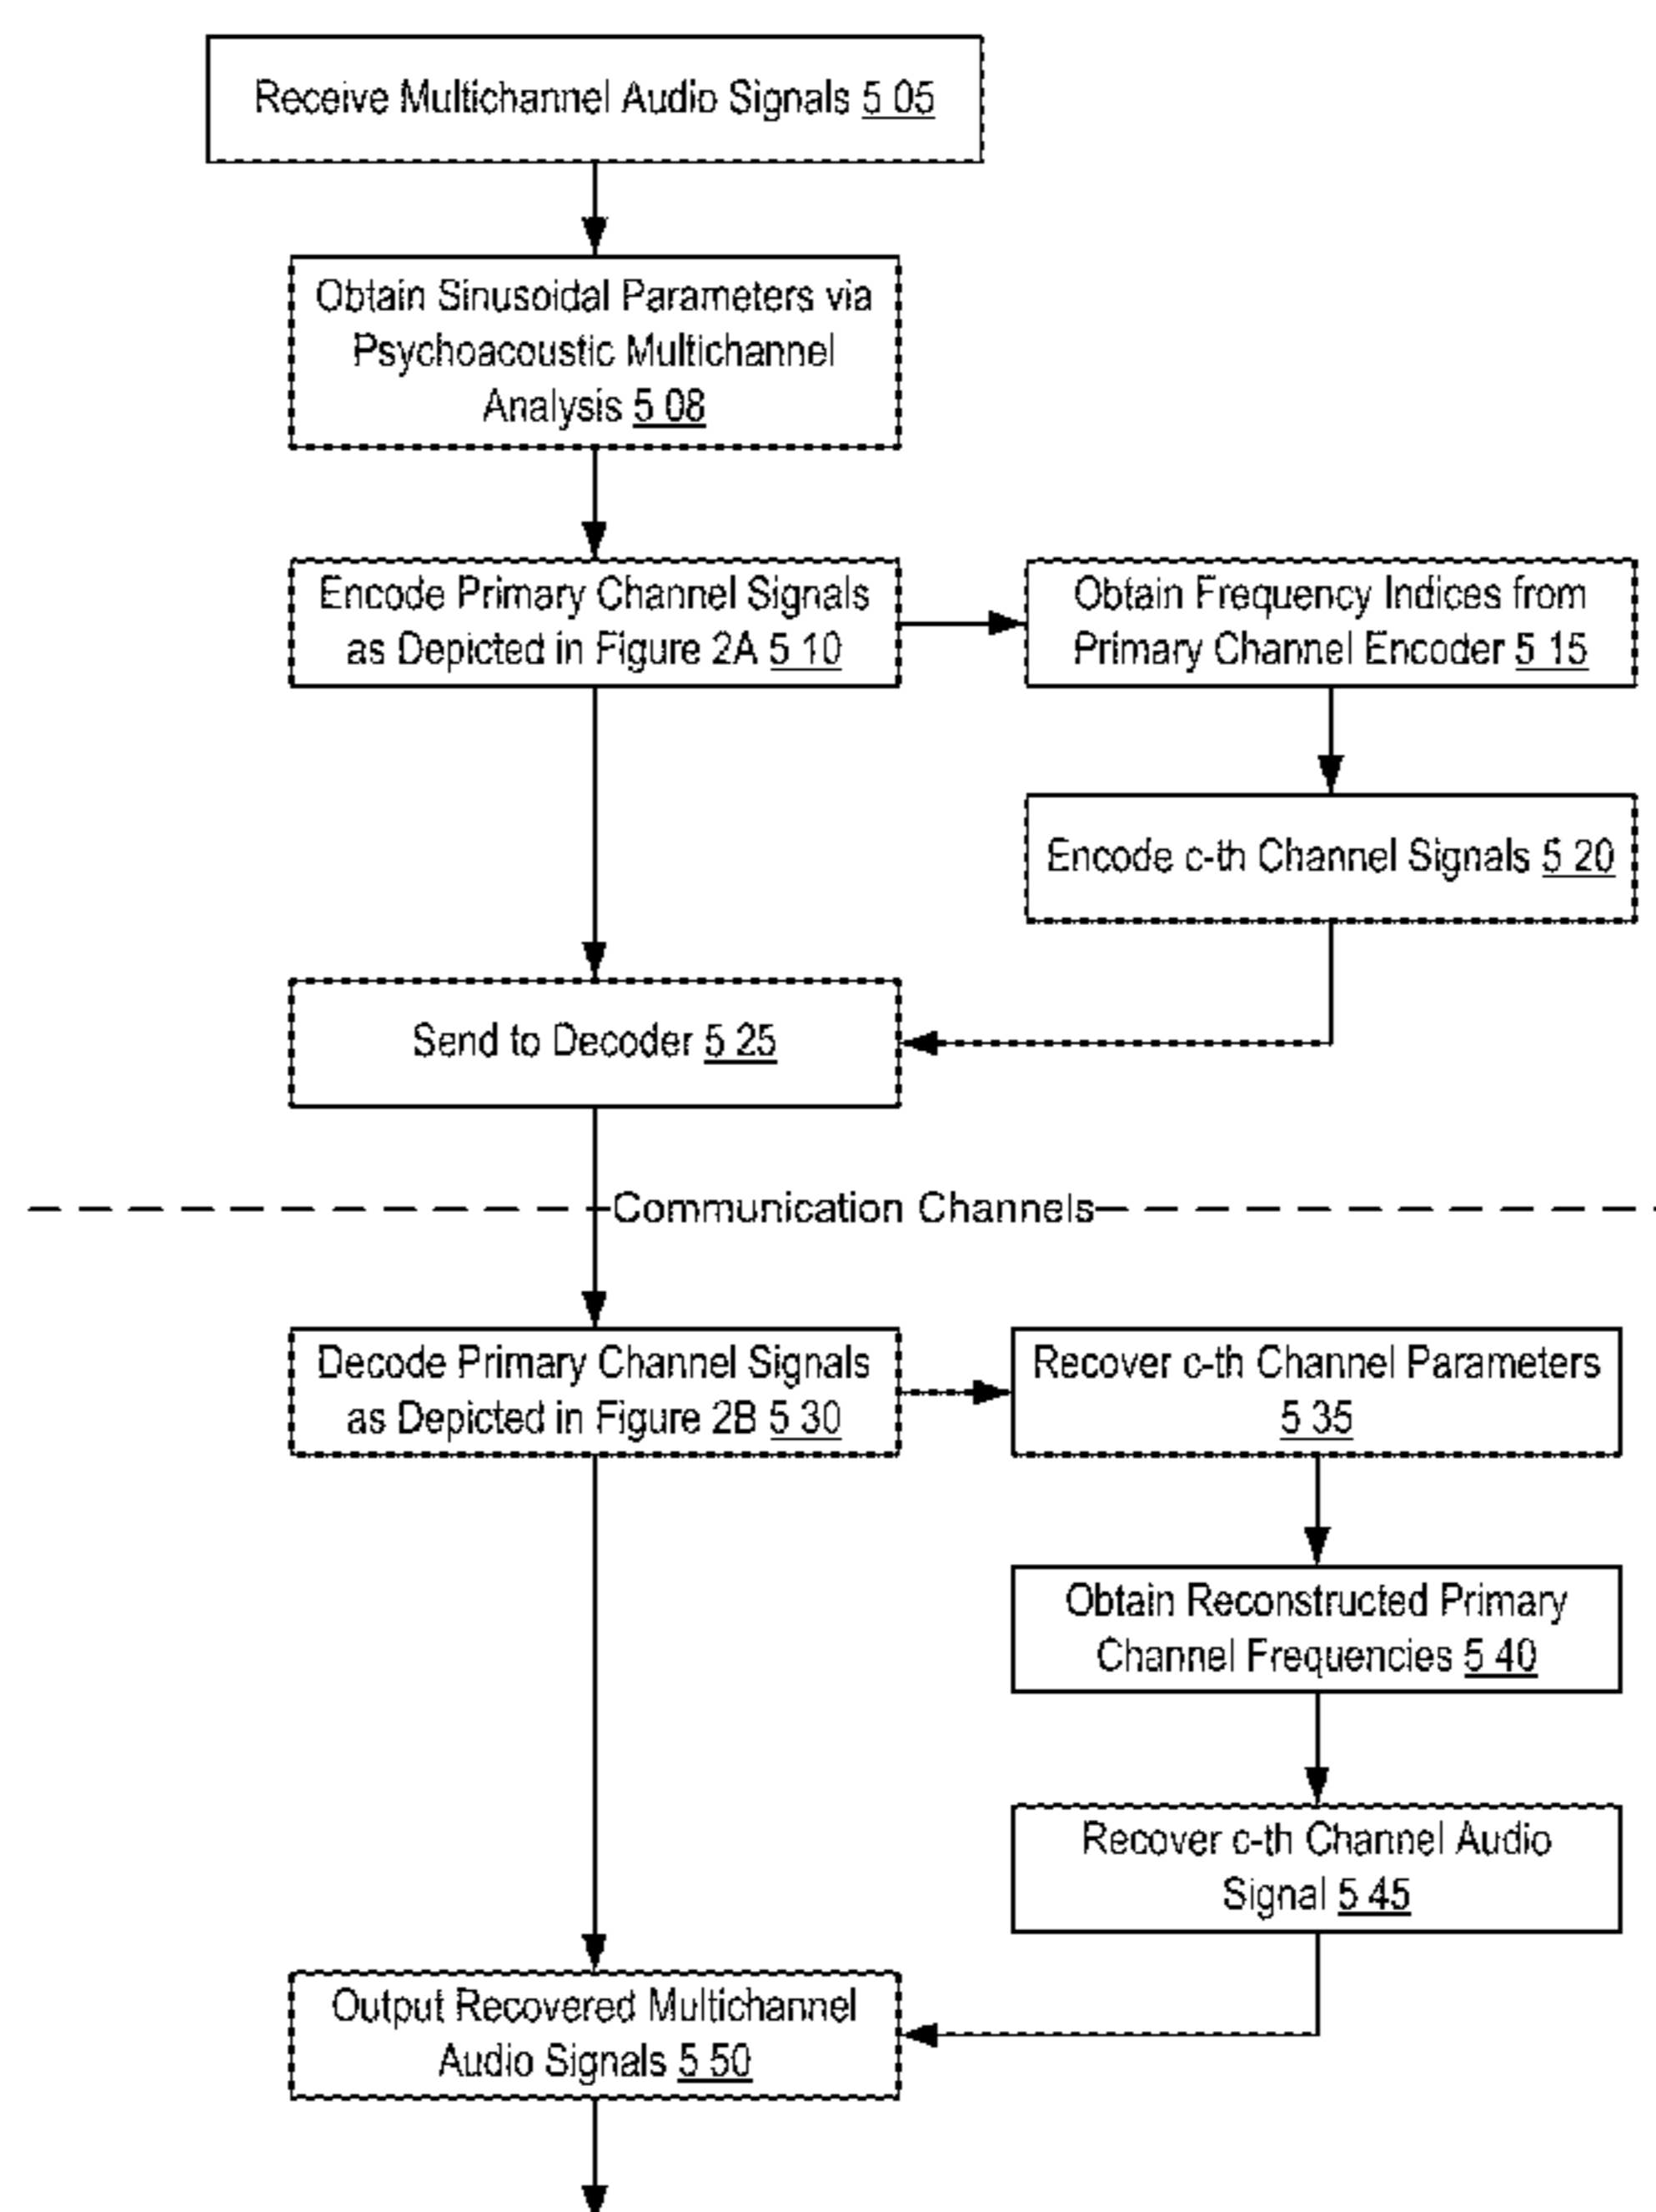 Receive Multichannel Audio Signals 5 05
Obtain Sinusoidal Parameters via
Psychoacoustic Multichannel
Analysis 5 08
Encode Primary Channel Signals
as Depicted in Figure 2A 5 10
Obtain Frequency Indices from
Primary Channel Encoder 5 15
Encode c-th Channel Signals 5 20
Send to Decoder 5 25
Communication Channels
Decode Primary Channel Signals
as Depicted in Figure 2B 5 30
Recover c-th Channel Parameters
5 35
Obtain Reconstructed Primary
Channel Frequencies 5 40
Recover c-th Channel Audio
Signal 5 45
Output Recovered Multichannel
Audio Signals 5 50